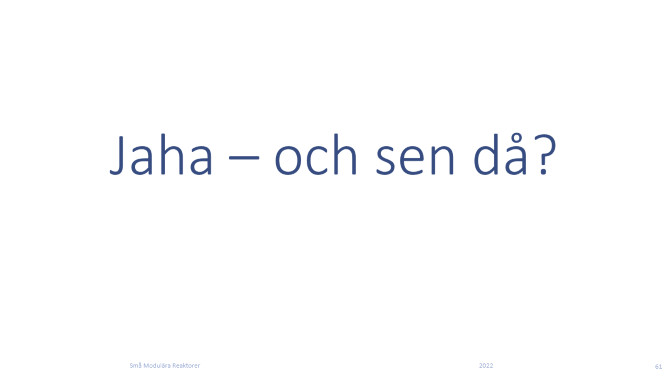 Jaha – och sen då?
Små Modulära Reaktorer
2022
61